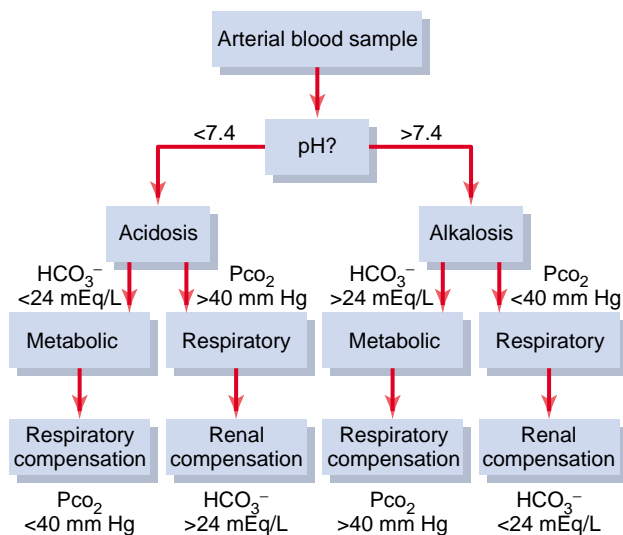 Arterial blood sample
<7.4
pH?
>7.4
Acidosis
Alkalosis
HCO₃⁻
<24 mEq/L
Pco₂
>40 mm Hg
HCO₃⁻
>24 mEq/L
Pco₂
<40 mm Hg
Metabolic
Respiratory
Metabolic
Respiratory
Respiratory
compensation
Renal
compensation
Respiratory
compensation
Renal
compensation
Pco₂
<40 mm Hg
HCO₃⁻
>24 mEq/L
Pco₂
>40 mm Hg
HCO₃⁻
<24 mEq/L